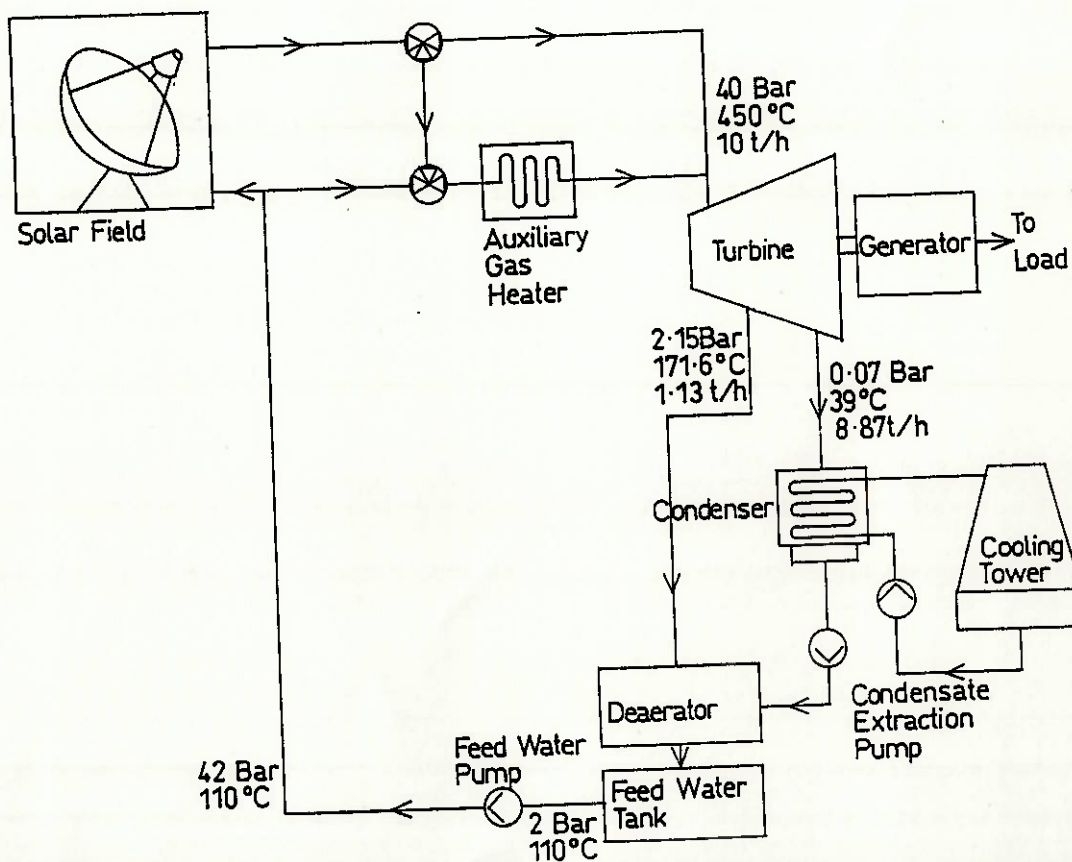 40 Bar
450°C
10 t/h
Solar Field
Auxiliary
Gas
Heater
Turbine
Generator
To
Load
2·15Bar
171·6°C
1·13 t/h
0·07 Bar
39°C
8·87t/h
Condenser
Cooling
Tower
Condensate
Extraction
Pump
Deaerator
Feed Water
Pump
Feed Water
Tank
42 Bar
110°C
2 Bar
110°C